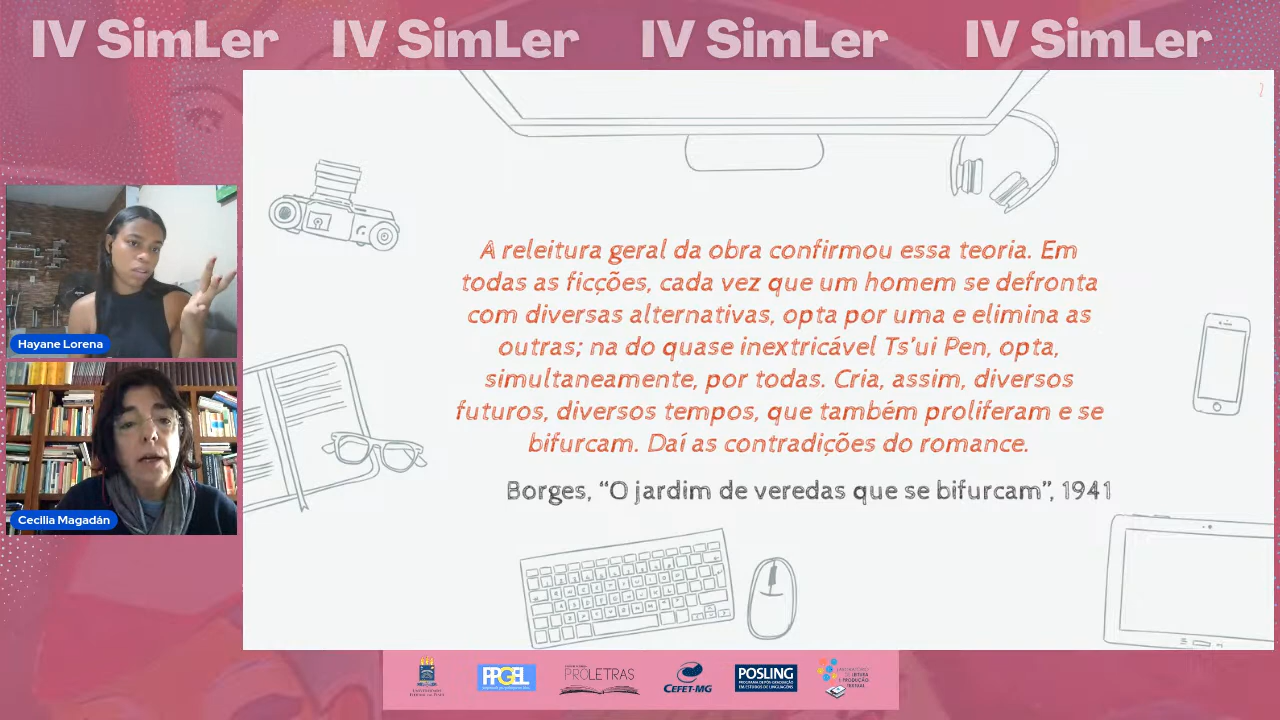 IV SimLer IV SimLer IV SimLer IV SimLer
A releitura geral da obra confirmou essa teoria. Em
todas as ficções, cada vez que um homem se defronta
com diversas alternativas, opta por uma e elimina as
outras; na do quase inextricável Ts'ui Pen, opta,
simultaneamente, por todas. Cria, assim, diversos
futuros, diversos tempos, que também proliferam e se
bifurcam. Daí as contradições do romance.
Borges, “O jardim de veredas que se bifurcam”, 1941
Hayane Lorena
Cecilia Magadán
PPGEL
PROLETRAS
CEFET-MG
POSLING